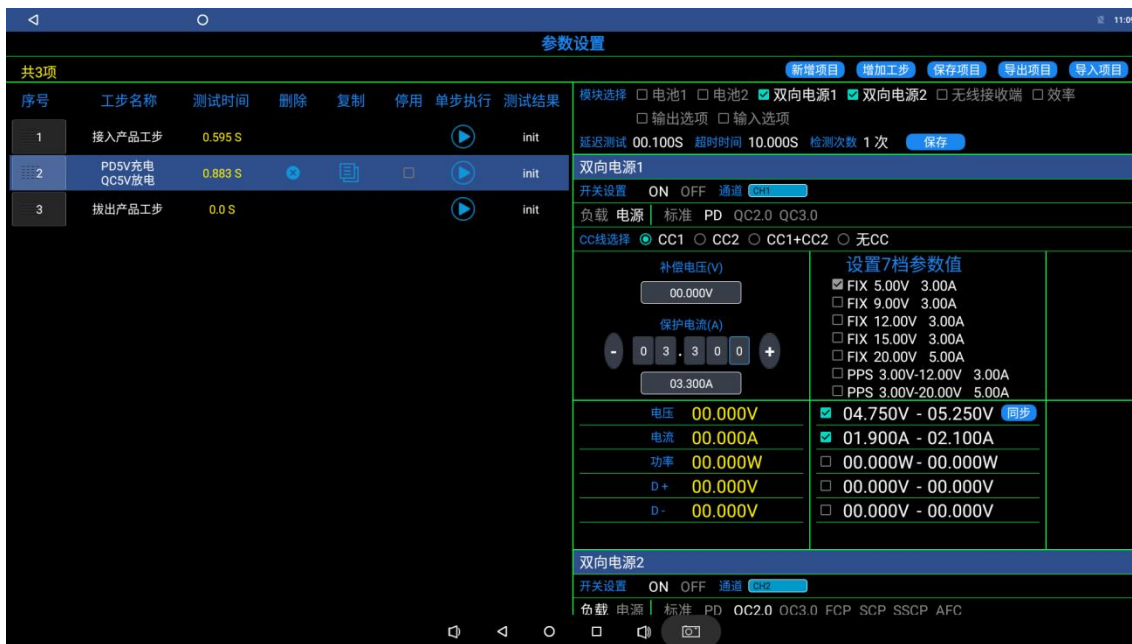 11:09
参数设置
共3项
新增项目 增加工步 保存项目 导出项目 导入项目
序号 工步名称 测试时间 删除 复制 停用 单步执行 测试结果
1 接入产品工步 0.595 S init
2 PD5V充电 QC5V放电 0.883 S init
3 拔出产品工步 0.0 S init
模块选择 电池1 电池2 双向电源1 双向电源2 无线接收端 效率
输出选项 输入选项
延迟测试 00.100S 超时时间 10.000S 检测次数 1 次 保存
双向电源1
开关设置 ON OFF 通道 CH1
负载 电源 标准 PD QC2.0 QC3.0
CC线选择 CC1 CC2 CC1+CC2 无CC
补偿电压(V)
00.000V
保护电流(A)
- 0 3 . 3 0 0 +
03.300A
设置7档参数值
FIX 5.00V 3.00A
FIX 9.00V 3.00A
FIX 12.00V 3.00A
FIX 15.00V 3.00A
FIX 20.00V 5.00A
PPS 3.00V-12.00V 3.00A
PPS 3.00V-20.00V 5.00A
电压 00.000V 04.750V - 05.250V 同步
电流 00.000A 01.900A - 02.100A
功率 00.000W 00.000W - 00.000W
D + 00.000V 00.000V - 00.000V
D - 00.000V 00.000V - 00.000V
双向电源2
开关设置 ON OFF 通道 CH2
负载 电源 标准 PD QC2.0 QC3.0 FCP SCP SSCP AFC